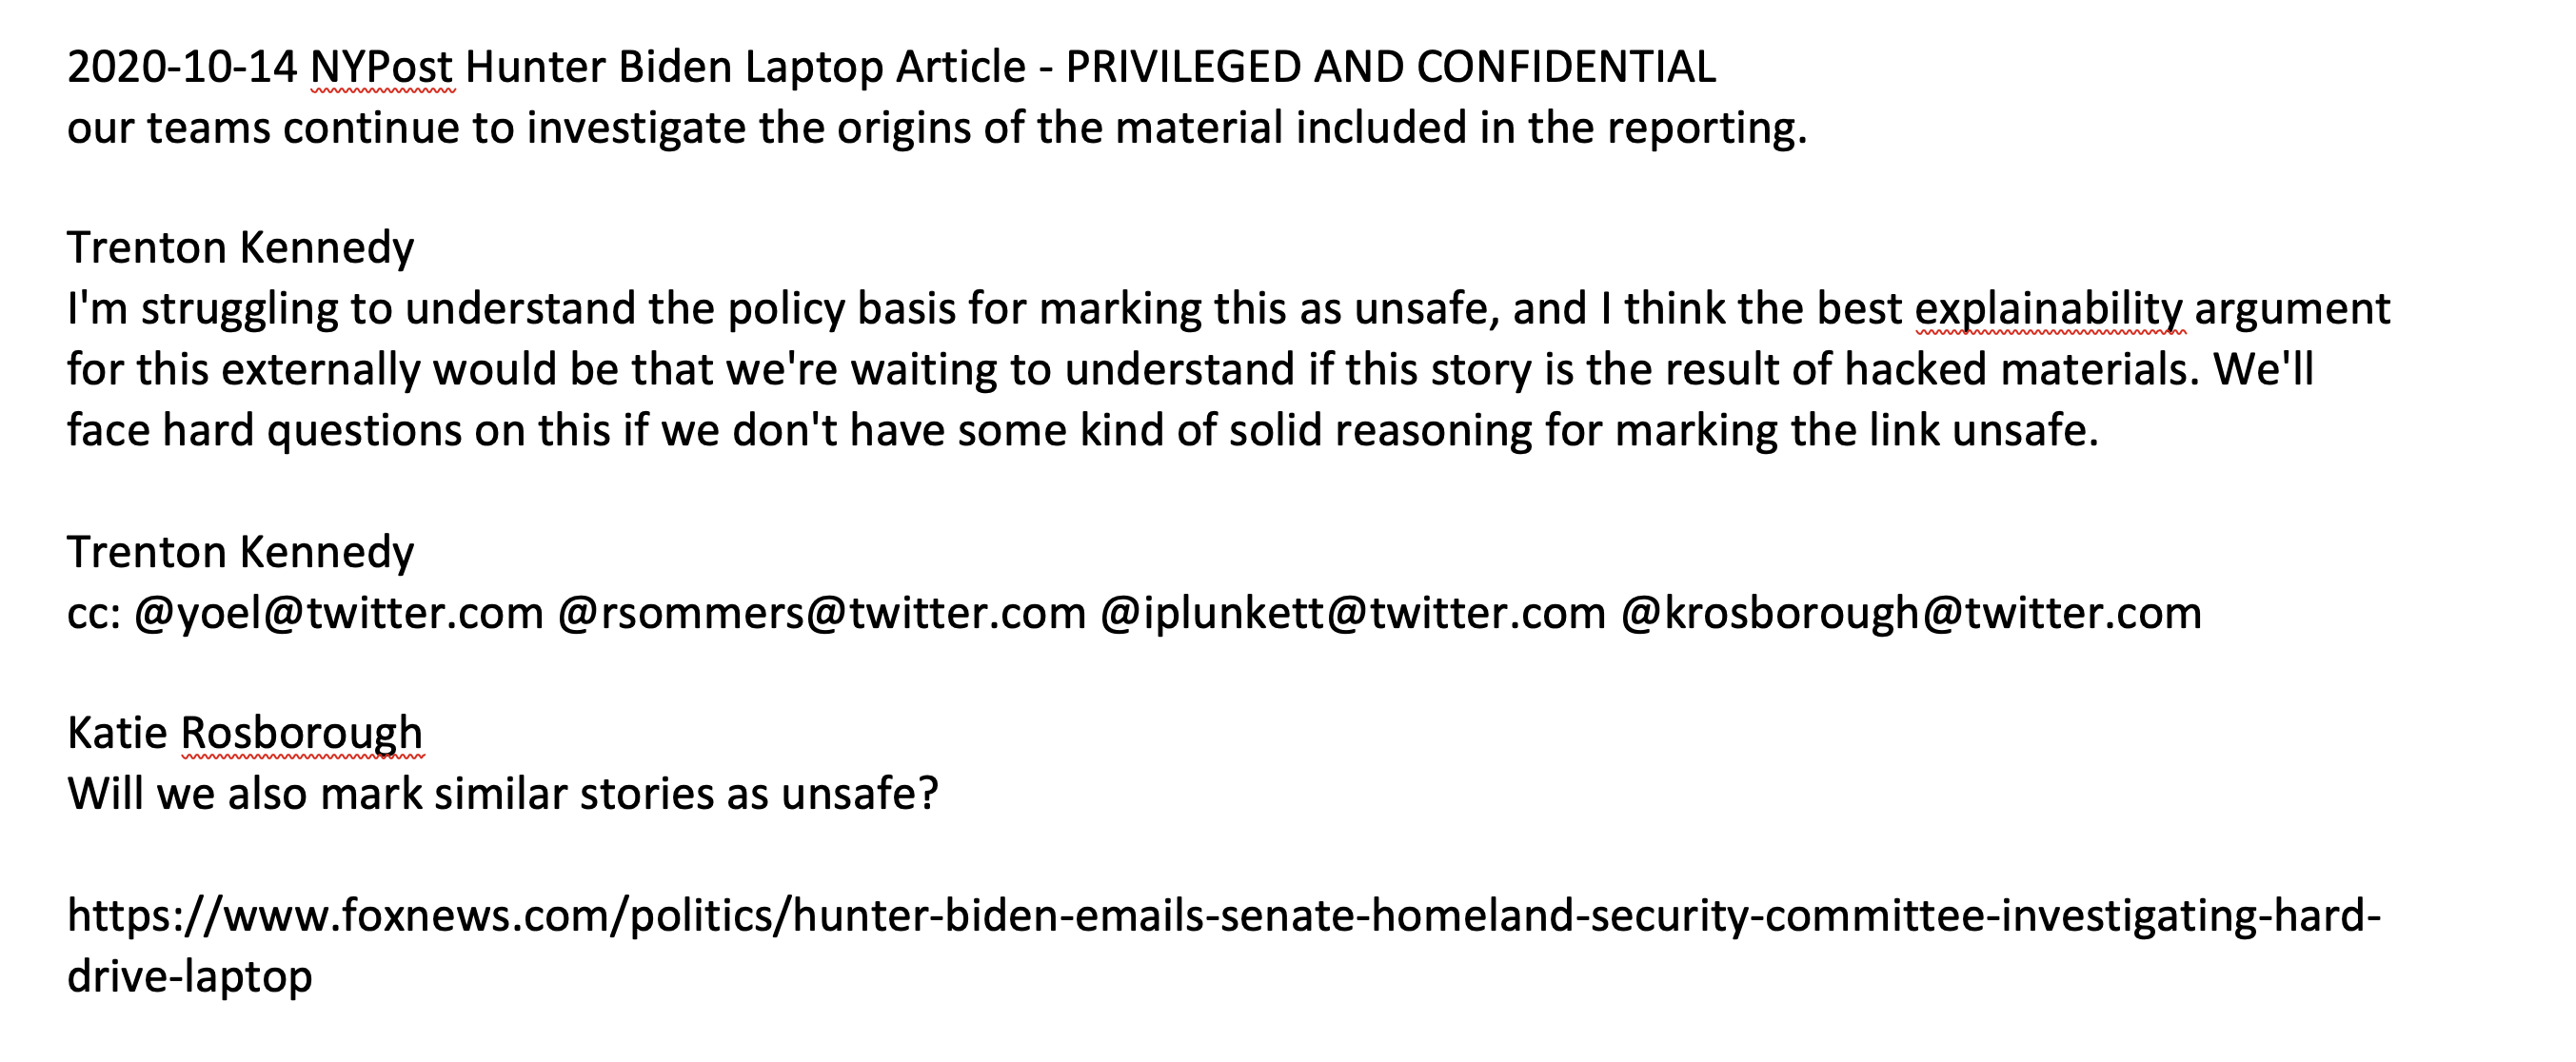 2020-10-14 NYPost Hunter Biden Laptop Article - PRIVILEGED AND CONFIDENTIAL
our teams continue to investigate the origins of the material included in the reporting.
Trenton Kennedy
I'm struggling to understand the policy basis for marking this as unsafe, and I think the best explainability argument
for this externally would be that we're waiting to understand if this story is the result of hacked materials. We'll
face hard questions on this if we don't have some kind of solid reasoning for marking the link unsafe.
Trenton Kennedy
cc: @yoel@twitter.com @rsommers@twitter.com @iplunkett@twitter.com @krosborough@twitter.com
Katie Rosborough
Will we also mark similar stories as unsafe?
https://www.foxnews.com/politics/hunter-biden-emails-senate-homeland-security-committee-investigating-hard-
drive-laptop